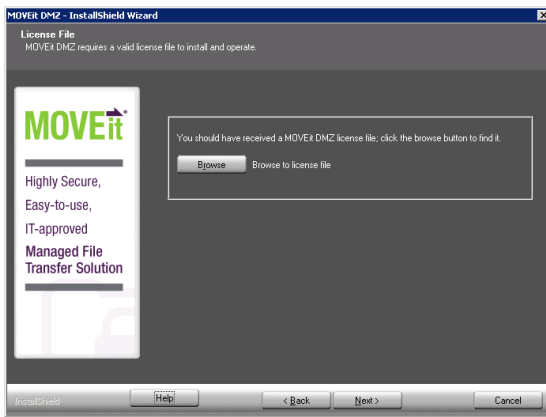 MOVEit DMZ - InstallShield Wizard
License File
MOVEit DMZ requires a valid license file to install and operate.
MOVEit
Highly Secure,
Easy-to-use,
IT-approved
Managed File
Transfer Solution
You should have received a MOVEit DMZ license file; click the browse button to find it.
Browse Browse to license file
InstallShield
Help < Back Next > Cancel